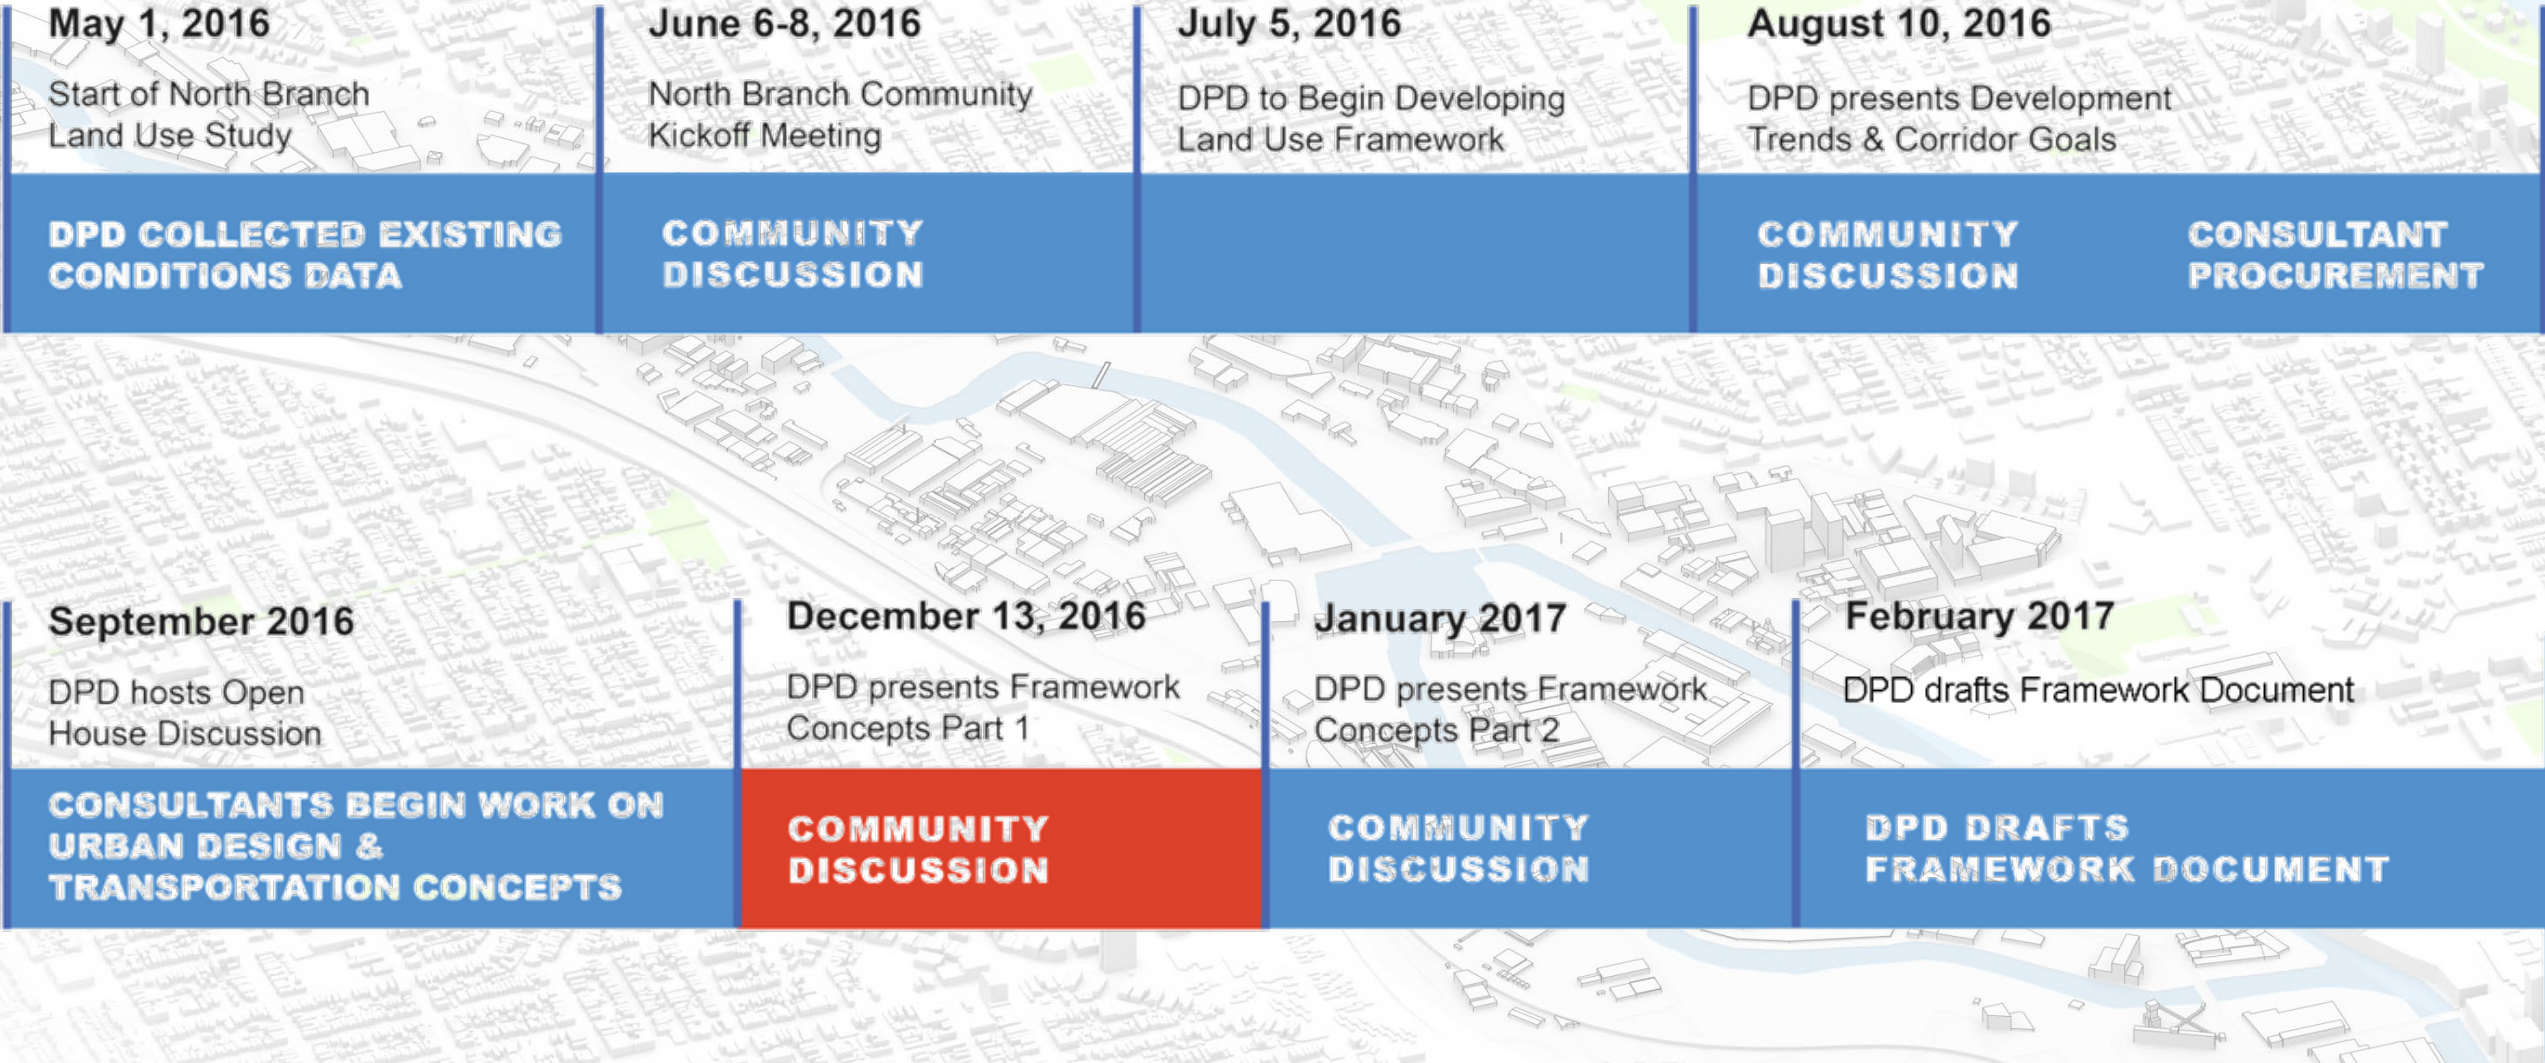 May 1, 2016
Start of North Branch
Land Use Study
DPD COLLECTED EXISTING
CONDITIONS DATA
June 6-8, 2016
North Branch Community
Kickoff Meeting
COMMUNITY
DISCUSSION
July 5, 2016
DPD to Begin Developing
Land Use Framework
August 10, 2016
DPD presents Development
Trends & Corridor Goals
COMMUNITY
DISCUSSION
CONSULTANT
PROCUREMENT
September 2016
DPD hosts Open
House Discussion
CONSULTANTS BEGIN WORK ON
URBAN DESIGN &
TRANSPORTATION CONCEPTS
December 13, 2016
DPD presents Framework
Concepts Part 1
COMMUNITY
DISCUSSION
January 2017
DPD presents Framework
Concepts Part 2
COMMUNITY
DISCUSSION
February 2017
DPD drafts Framework Document
DPD DRAFTS
FRAMEWORK DOCUMENT